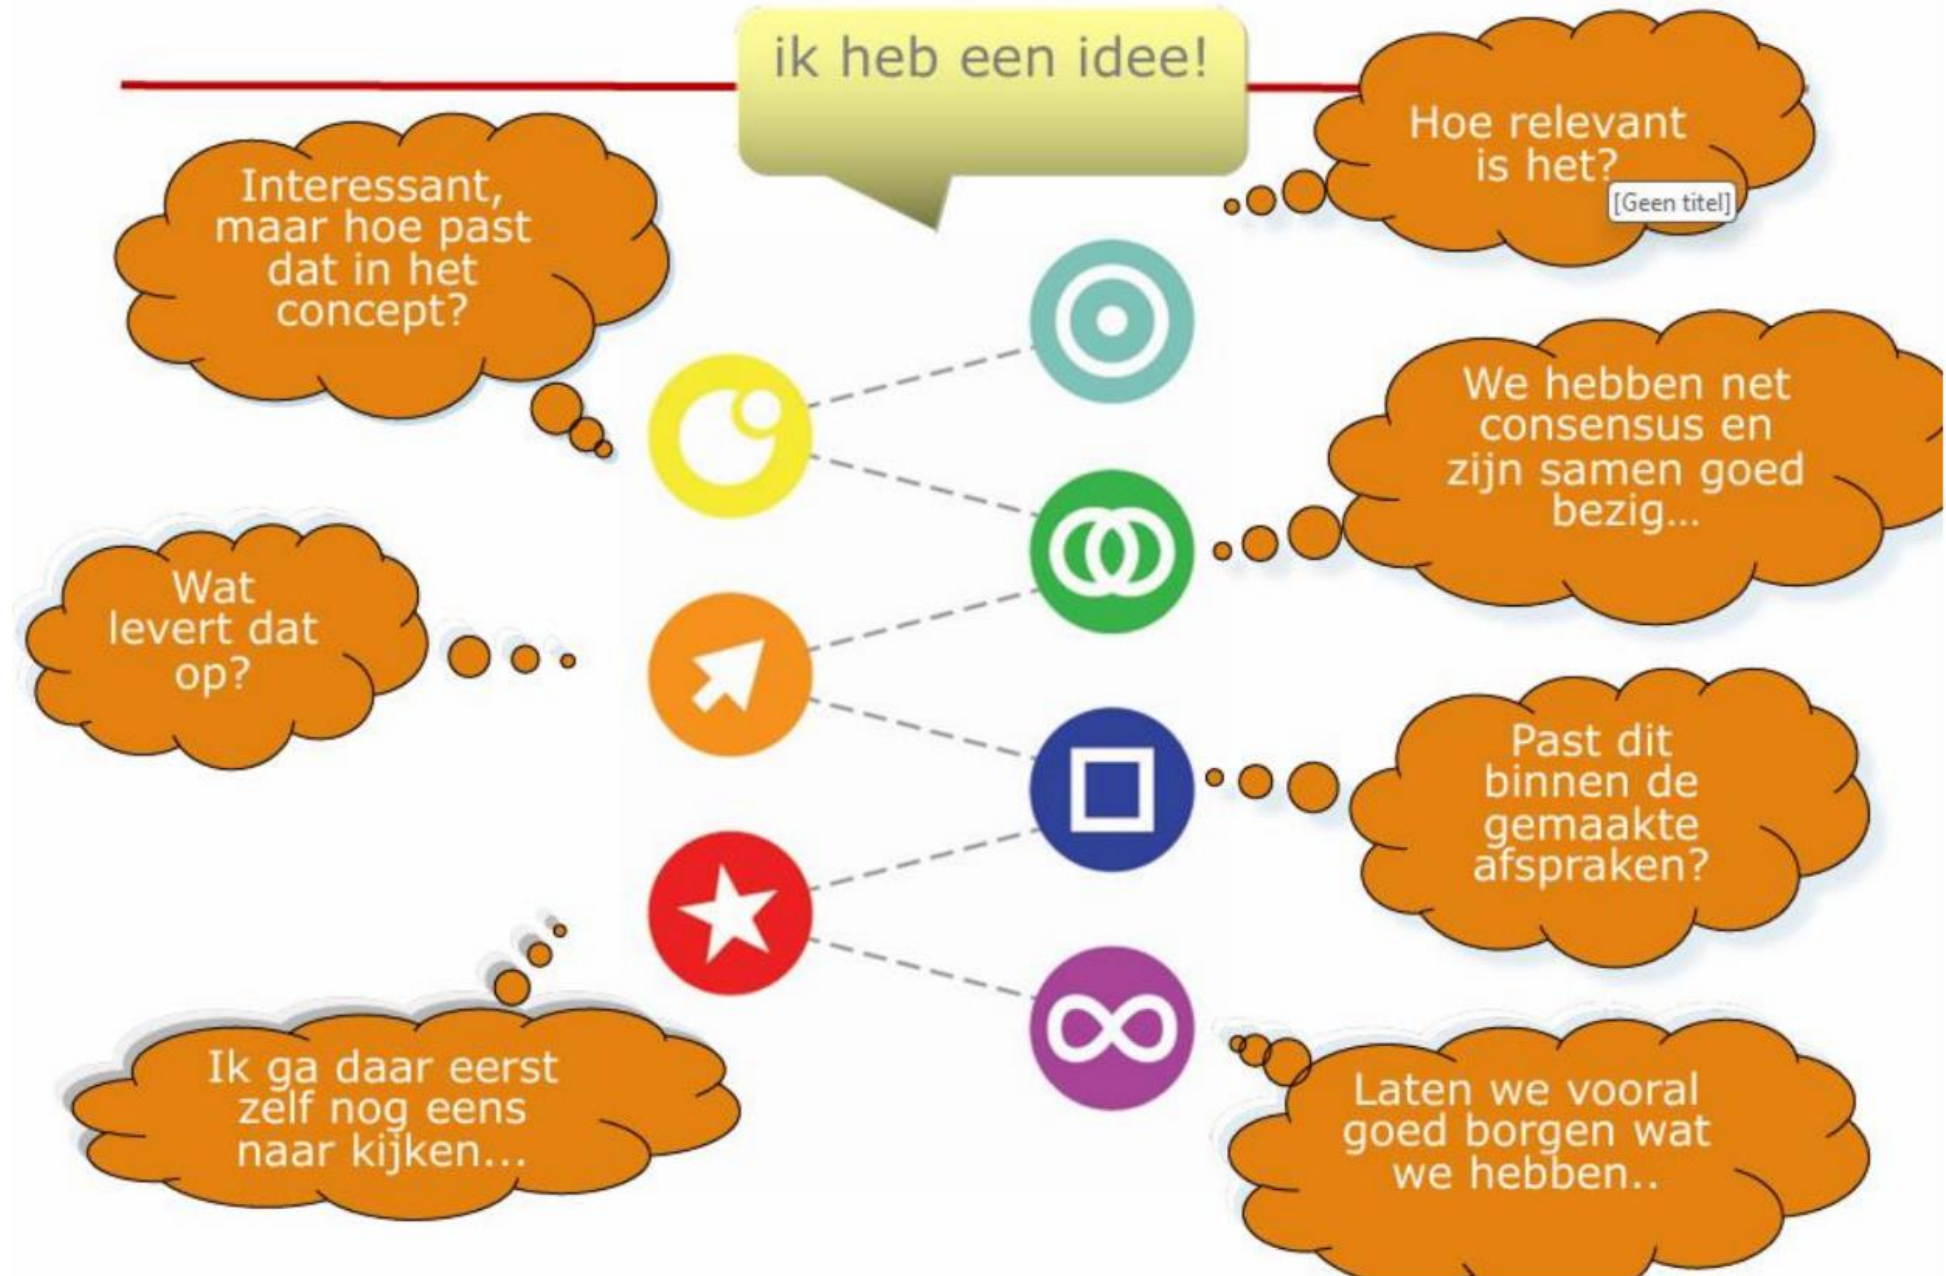 ik heb een idee!
Hoe relevant
is het?
[Geen titel]
Interessant,
maar hoe past
dat in het
concept?
We hebben net
consensus en
zijn samen goed
bezig...
Wat
levert dat
op?
Past dit
binnen de
gemaakte
afspraken?
Ik ga daar eerst
zelf nog eens
naar kijken...
Laten we vooral
goed borgen wat
we hebben..